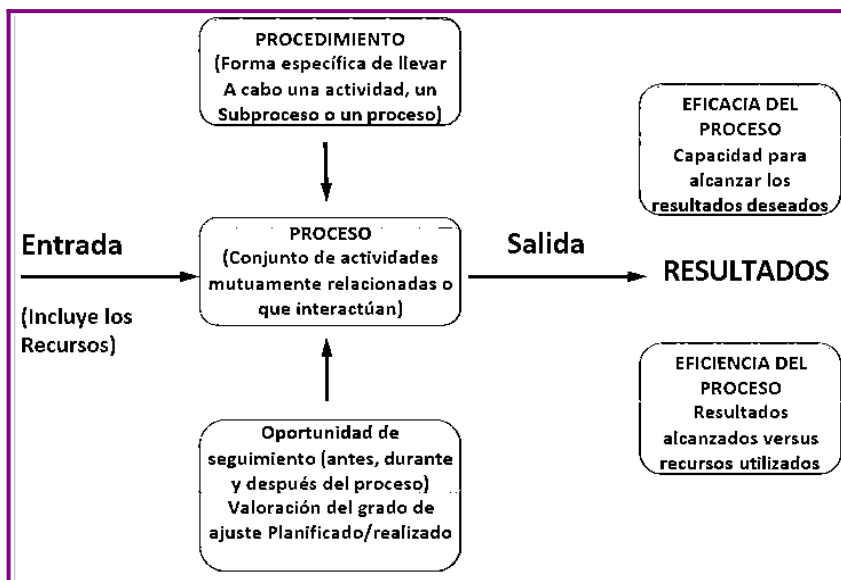 PROCEDIMIENTO
(Forma específica de llevar
A cabo una actividad, un
Subproceso o un proceso)
EFICACIA DEL
PROCESO
Capacidad para
alcanzar los
resultados deseados
Entrada
(Incluye los
Recursos)
PROCESO
(Conjunto de actividades
mutuamente relacionadas o
que interactúan)
Salida
RESULTADOS
Oportunidad de
seguimiento (antes, durante
y después del proceso)
Valoración del grado de
ajuste Planificado/realizado
EFICIENCIA DEL
PROCESO
Resultados
alcanzados versus
recursos utilizados